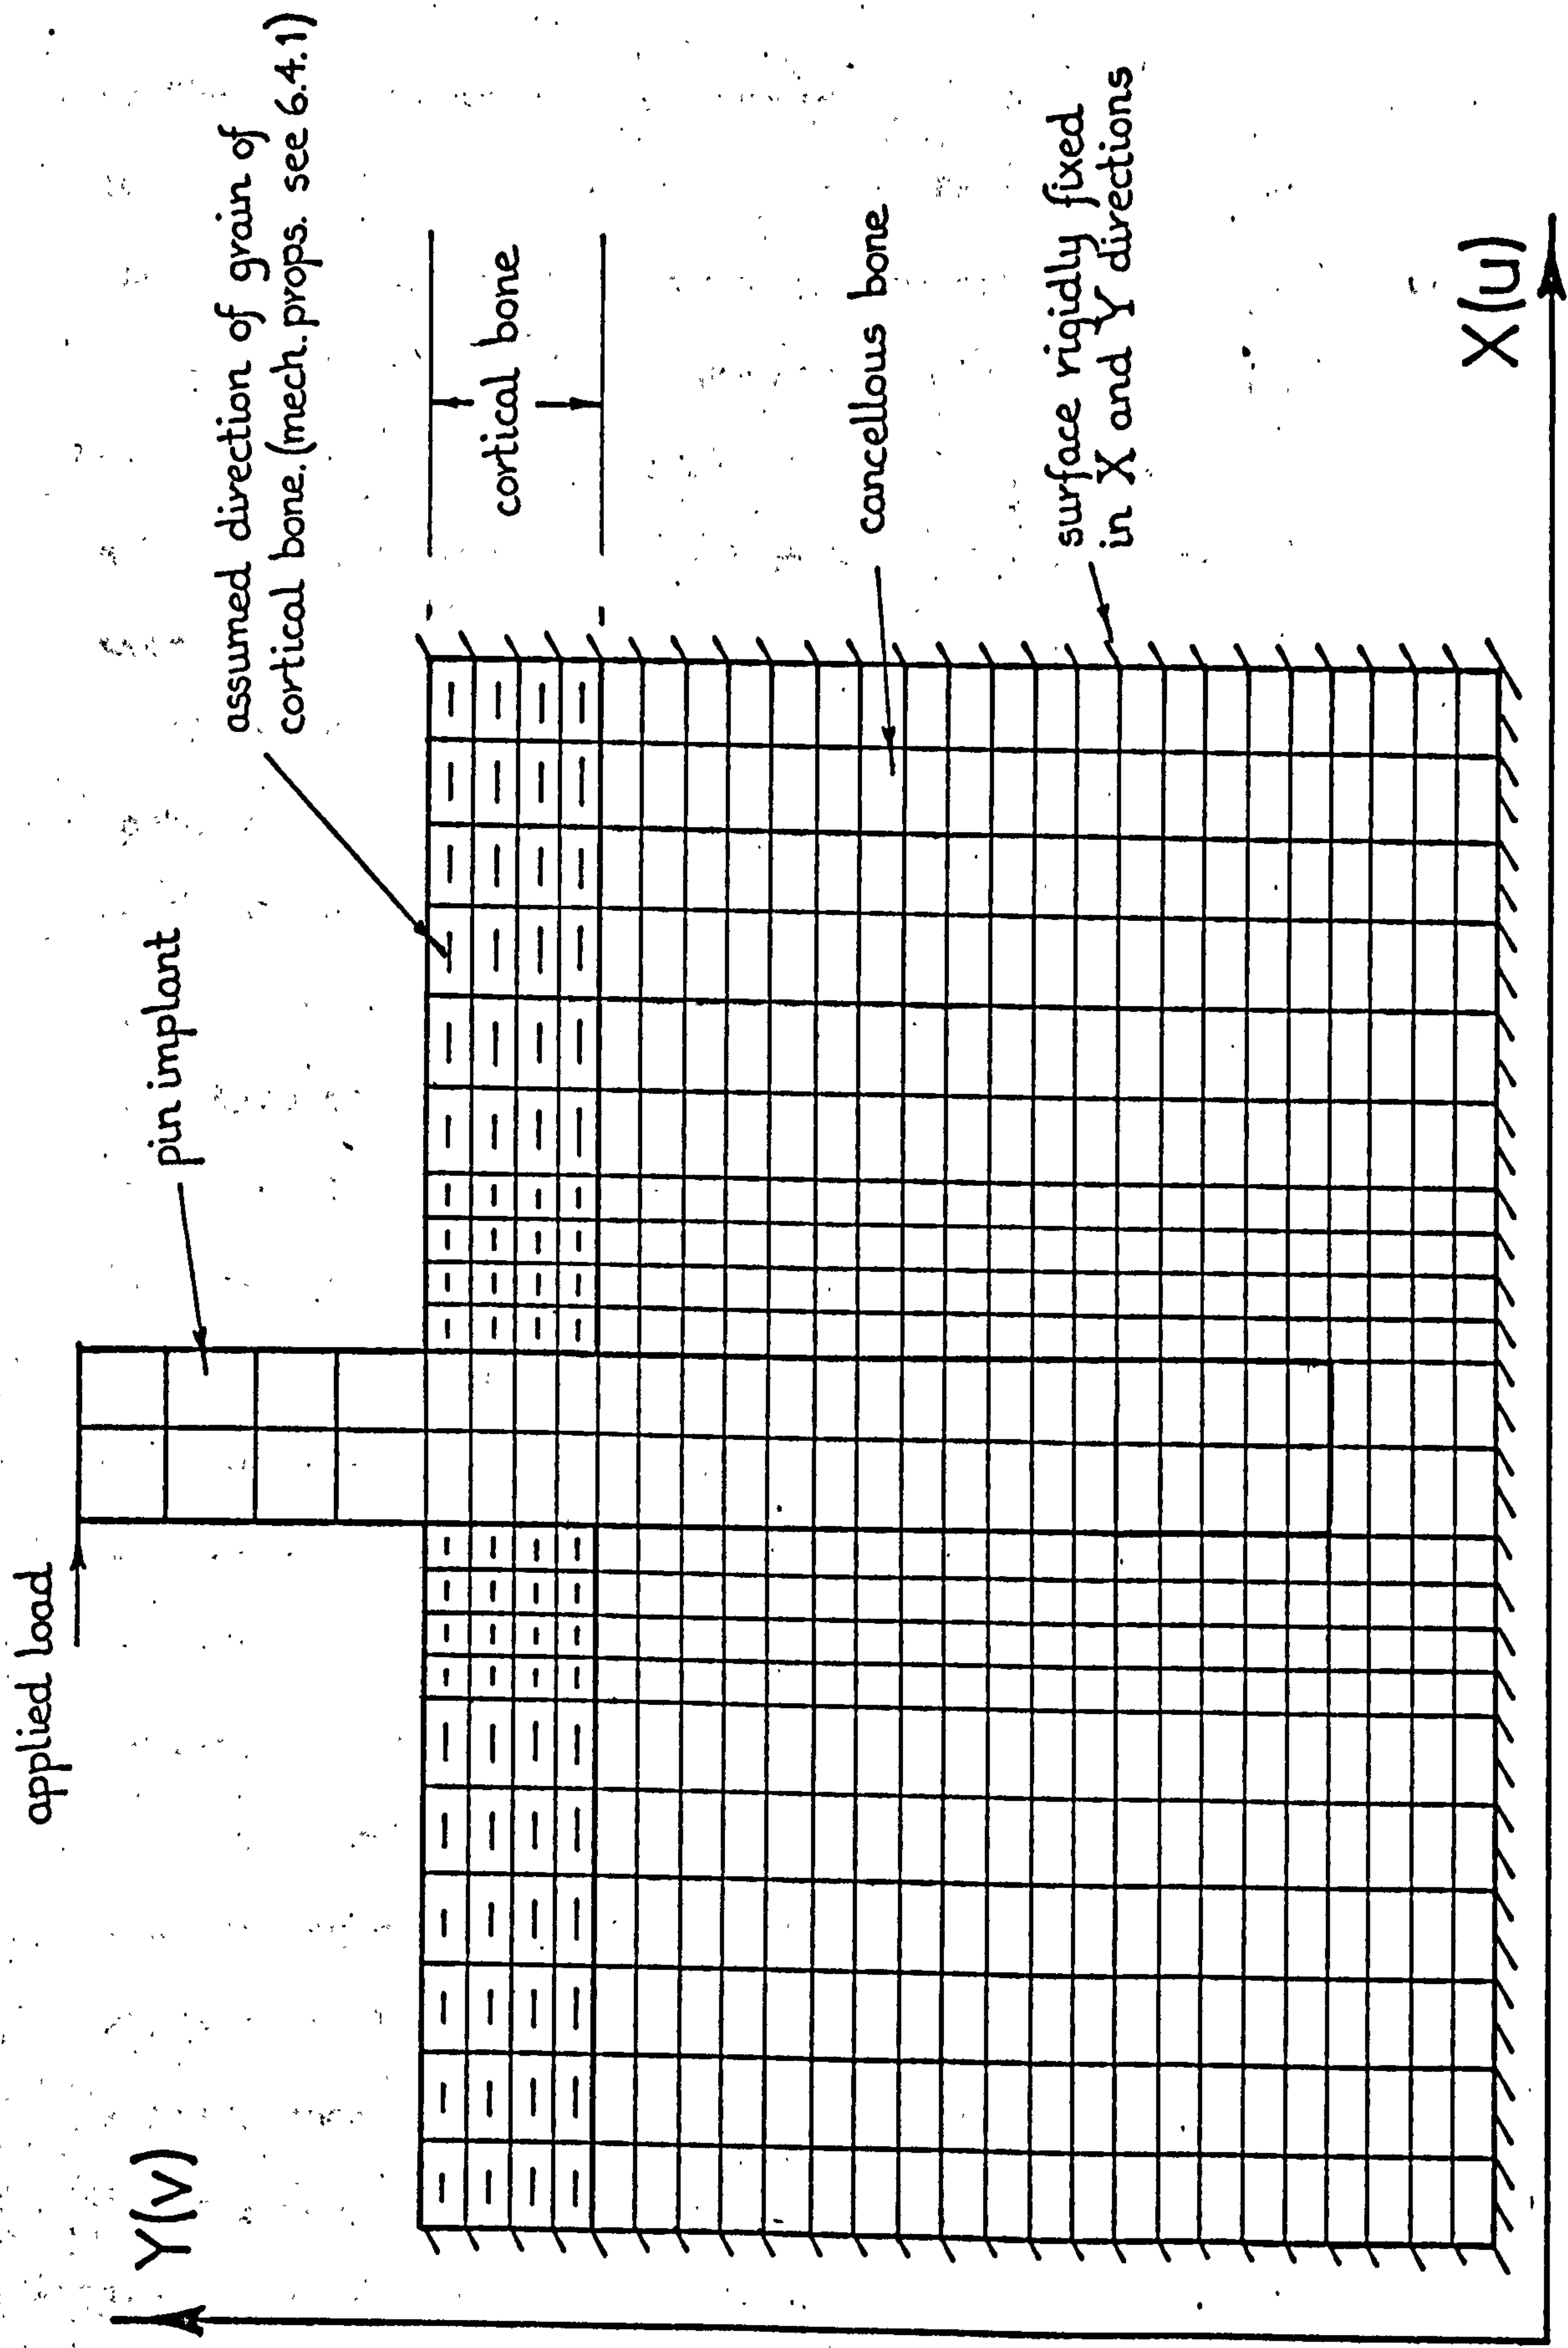 applied load
pin implant
assumed direction of grain of
cortical bone. (mech. props. see 6.4.1)
cortical bone
cancellous bone
surface rigidly fixed
in X and Y directions
Y(v)
X(u)